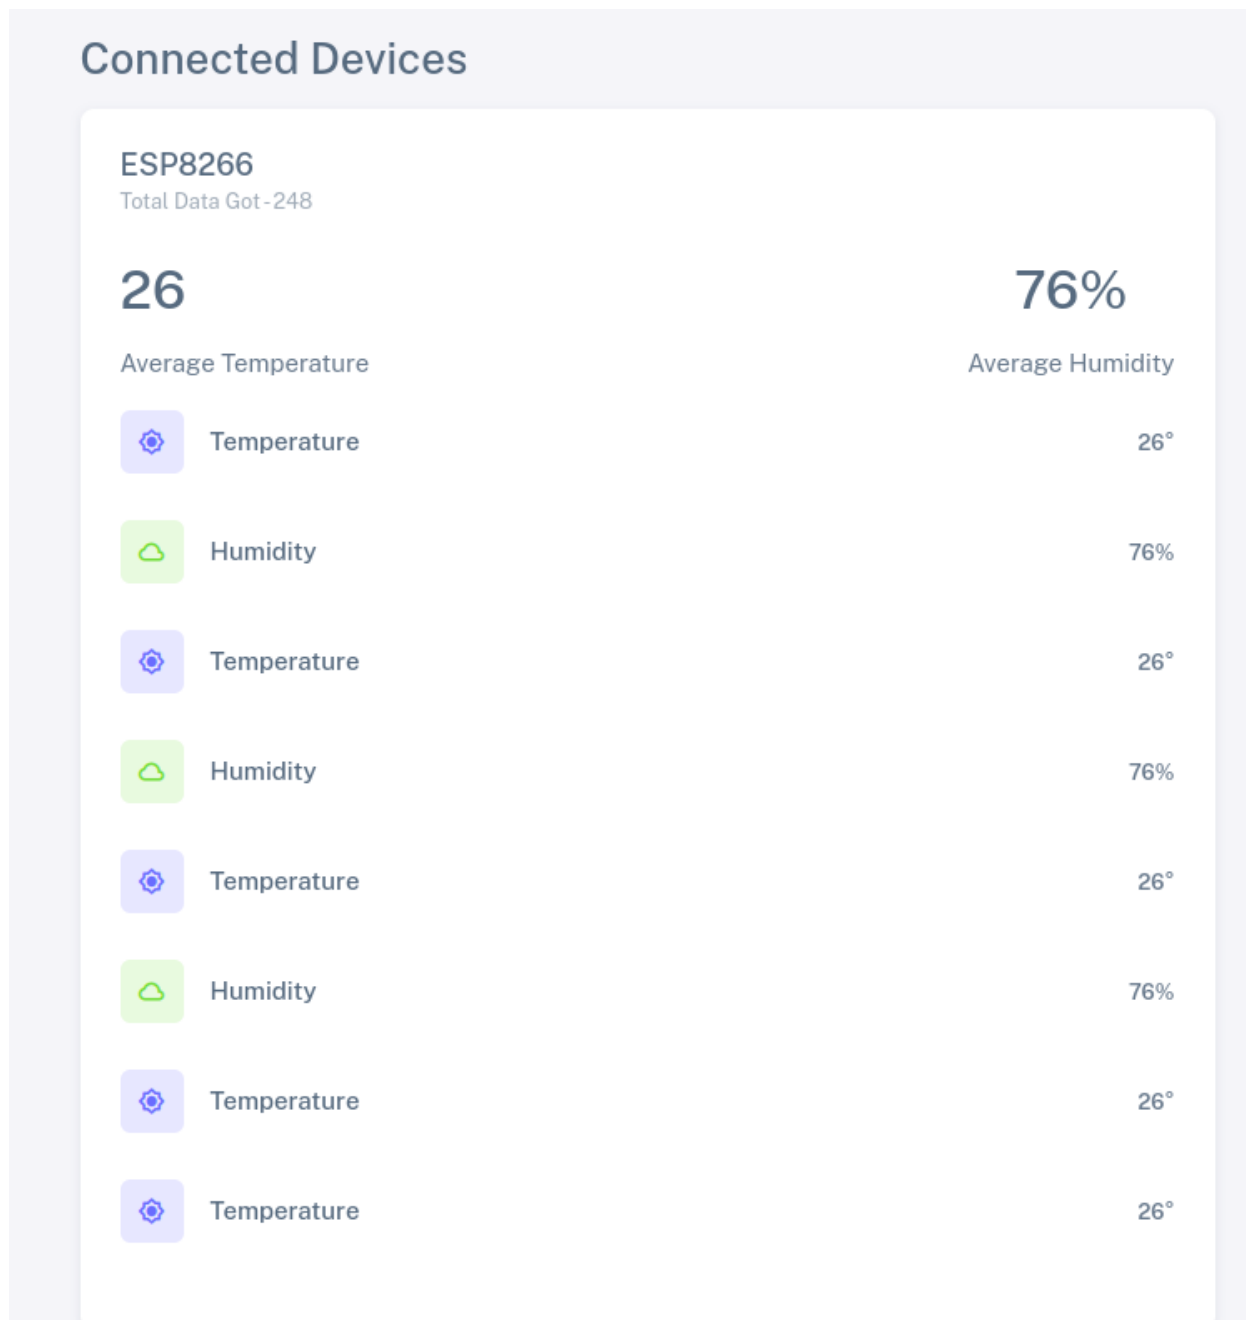 Connected Devices
ESP8266
Total Data Got - 248
26 76%
Average Temperature Average Humidity
Temperature 26°
Humidity 76%
Temperature 26°
Humidity 76%
Temperature 26°
Humidity 76%
Temperature 26°
Temperature 26°